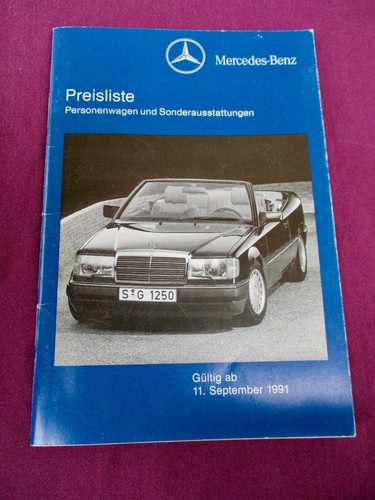 Mercedes-Benz
Preisliste
Personenwagen und Sonderausstattungen
S G 1250
Gültig ab
11. September 1991